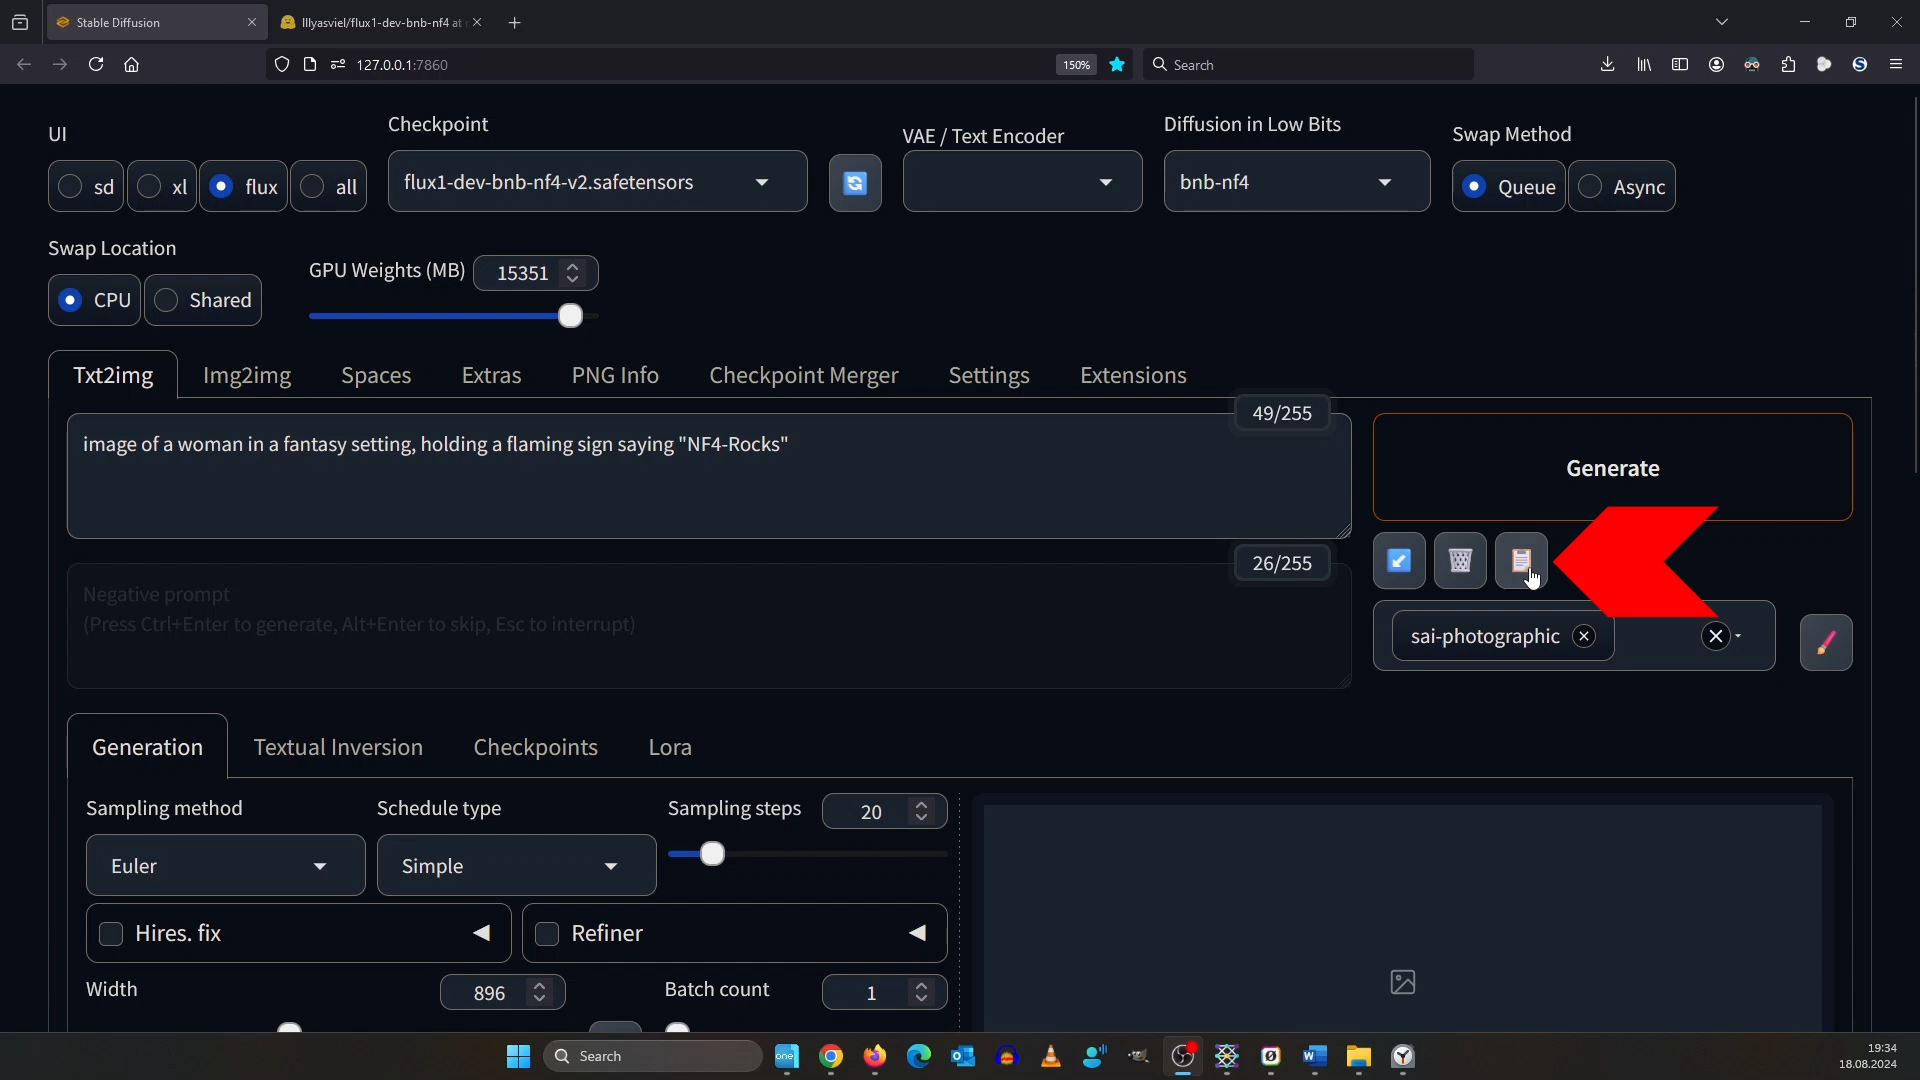 Stable Diffusion
lllyasviel/flux1-dev-bnb-nf4 at
127.0.0.1:7860
150%
Search
UI
Checkpoint
VAE / Text Encoder
Diffusion in Low Bits
Swap Method
sd
xl
flux
all
flux1-dev-bnb-nf4-v2.safetensors
bnb-nf4
Queue
Async
Swap Location
GPU Weights (MB)
15351
CPU
Shared
Txt2img
Img2img
Spaces
Extras
PNG Info
Checkpoint Merger
Settings
Extensions
49/255
image of a woman in a fantasy setting, holding a flaming sign saying "NF4-Rocks"
Generate
26/255
Negative prompt
(Press Ctrl+Enter to generate, Alt+Enter to skip, Esc to interrupt)
sai-photographic
Generation
Textual Inversion
Checkpoints
Lora
Sampling method
Schedule type
Sampling steps
20
Euler
Simple
Hires. fix
Refiner
Width
896
Batch count
1
Search
one
19:34
18.08.2024